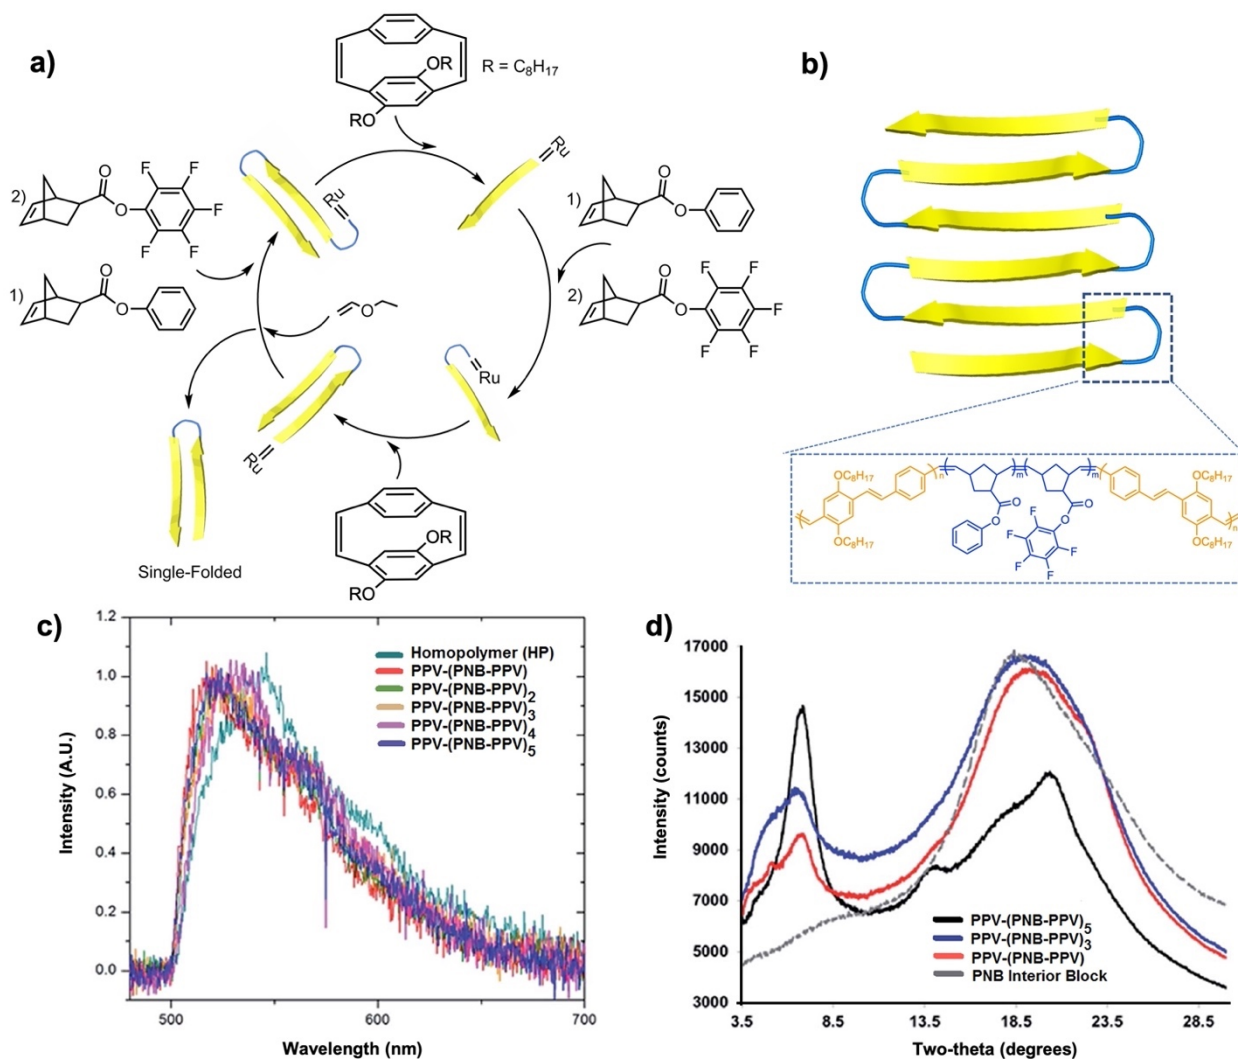 a)
OR
RO
R = C₈H₁₇
Ru
2)
O
O
F
F
F
F
F
1)
O
O
Ru
1)
O
O
2)
O
O
F
F
F
F
F
O
Ru
Ru
Single-Folded
OR
RO
b)
OC₈H₁₇
OC₈H₁₇
n
m
m
n
O
O
O
O
F
F
F
F
F
OC₈H₁₇
OC₈H₁₇
c)
Intensity (A.U.)
1.2
1.0
0.8
0.6
0.4
0.2
0.0
500
600
700
Wavelength (nm)
Homopolymer (HP)
PPV-(PNB-PPV)
PPV-(PNB-PPV)₂
PPV-(PNB-PPV)₃
PPV-(PNB-PPV)₄
PPV-(PNB-PPV)₅
d)
Intensity (counts)
17000
15000
13000
11000
9000
7000
5000
3000
3.5
8.5
13.5
18.5
23.5
28.5
Two-theta (degrees)
PPV-(PNB-PPV)₅
PPV-(PNB-PPV)₃
PPV-(PNB-PPV)
PNB Interior Block